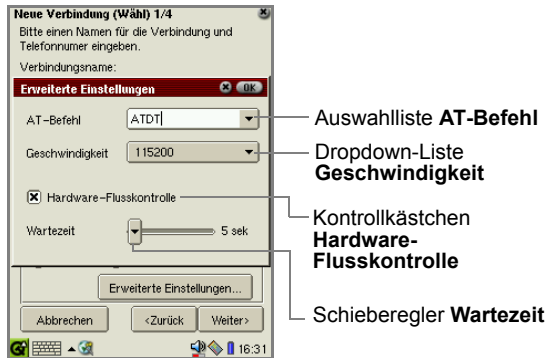 Neue Verbindung (Wähl) 1/4
Bitte einen Namen für die Verbindung und
Telefonnumer eingeben.
Verbindungsname:
Erweiterte Einstellungen OK
AT-Befehl ATDT
Geschwindigkeit 115200
Hardware-Flusskontrolle
Wartezeit 5 sek
Erweiterte Einstellungen...
Abbrechen <Zurück Weiter>
16:31
Auswahlliste AT-Befehl
Dropdown-Liste
Geschwindigkeit
Kontrollkästchen
Hardware-
Flusskontrolle
Schieberegler Wartezeit